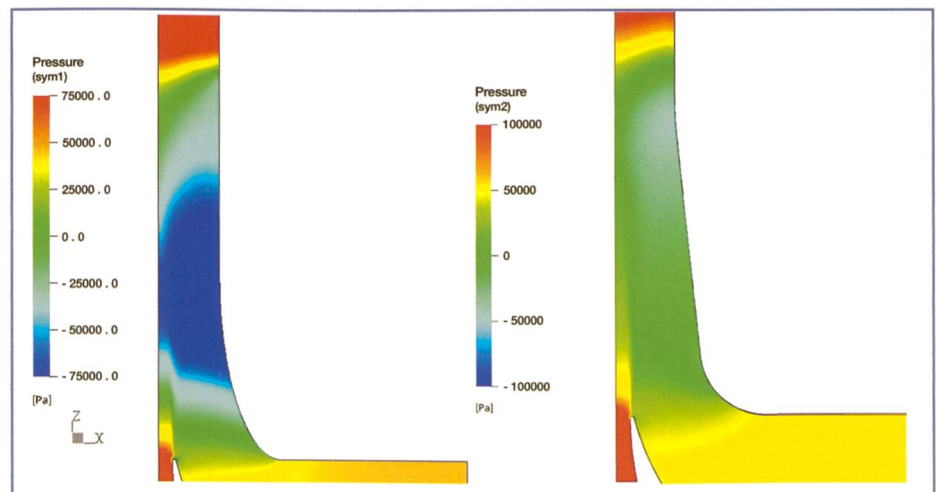 Pressure
(sym1)
75000.0
50000.0
25000.0
0.0
-25000.0
-50000.0
-75000.0
[Pa]
Z
X
Pressure
(sym2)
100000
50000
0
-50000
-100000
[Pa]